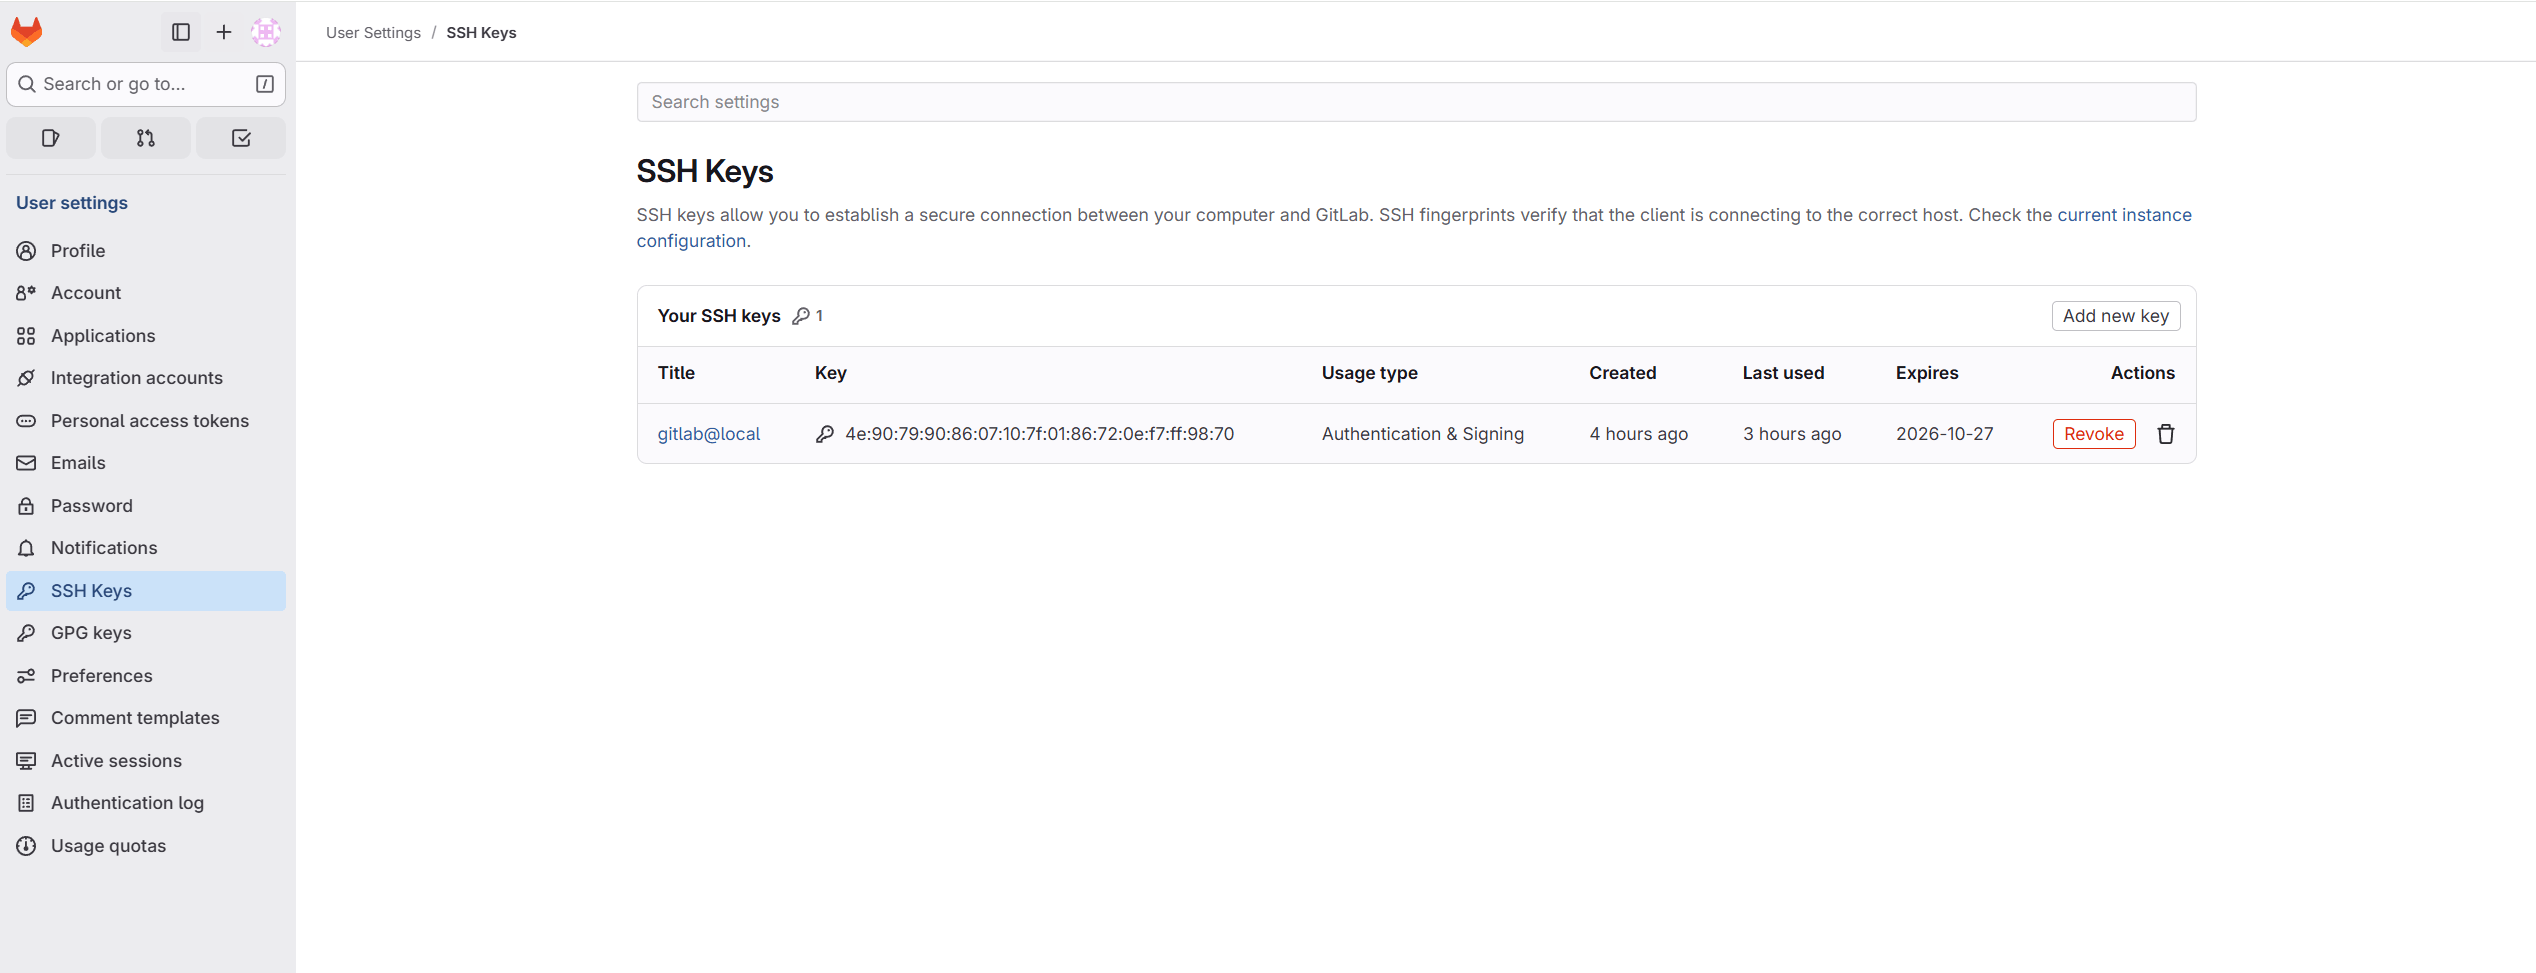 User Settings / SSH Keys
Search or go to... /
User settings
Profile
Account
Applications
Integration accounts
Personal access tokens
Emails
Password
Notifications
SSH Keys
GPG keys
Preferences
Comment templates
Active sessions
Authentication log
Usage quotas
Search settings
SSH Keys
SSH keys allow you to establish a secure connection between your computer and GitLab. SSH fingerprints verify that the client is connecting to the correct host. Check the current instance
configuration.
Your SSH keys 1 Add new key
Title Key Usage type Created Last used Expires Actions
gitlab@local 4e:90:79:90:86:07:10:7f:01:86:72:0e:f7:ff:98:70 Authentication & Signing 4 hours ago 3 hours ago 2026-10-27 Revoke